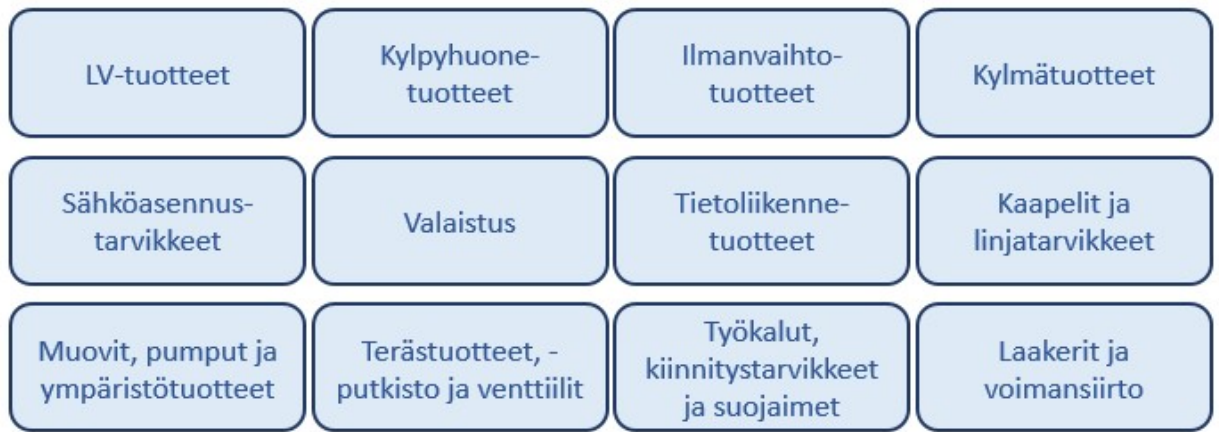 LV-tuotteet
Kylpyhuone-
tuotteet
Ilmanvaihto-
tuotteet
Kylmätuotteet
Sähköasennus-
tarvikkeet
Valaistus
Tietoliikenne-
tuotteet
Kaapelit ja
linjatarvikkeet
Muovit, pumput ja
ympäristötuotteet
Terästuotteet, -
putkisto ja venttiilit
Työkalut,
kiinnitystarvikkeet
ja suojaimet
Laakerit ja
voimansiirto